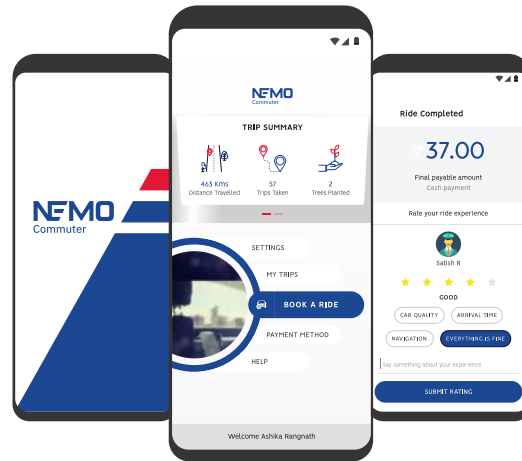 NEMO
Commuter
NEMO
Commuter
TRIP SUMMARY
463 Kms
Distance Travelled
57
Trips Taken
2
Trees Planted
SETTINGS
MY TRIPS
BOOK A RIDE
PAYMENT METHOD
HELP
Welcome Ashika Rangnath
Ride Completed
37.00
Final payable amount
Cash payment
Rate your ride experience
Satish R
GOOD
CAR QUALITY
ARRIVAL TIME
NAVIGATION
EVERYTHING IS FINE
Say something about your experience
SUBMIT RATING